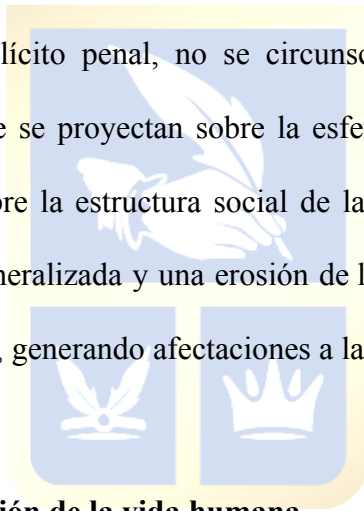 lícito penal, no se circunsc
e se proyectan sobre la esfe
re la estructura social de la
neralizada y una erosión de l
, generando afectaciones a la
ión de la vida humana